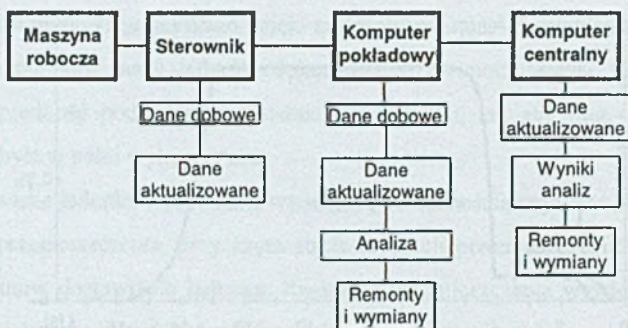 Maszyna
robocza
Sterownik
Komputer
pokładowy
Komputer
centralny
Dane dobowe
Dane
aktualizowane
Dane dobowe
Dane
aktualizowane
Analiza
Remonty
i wymiany
Dane
aktualizowane
Wyniki
analiz
Remonty
i wymiany